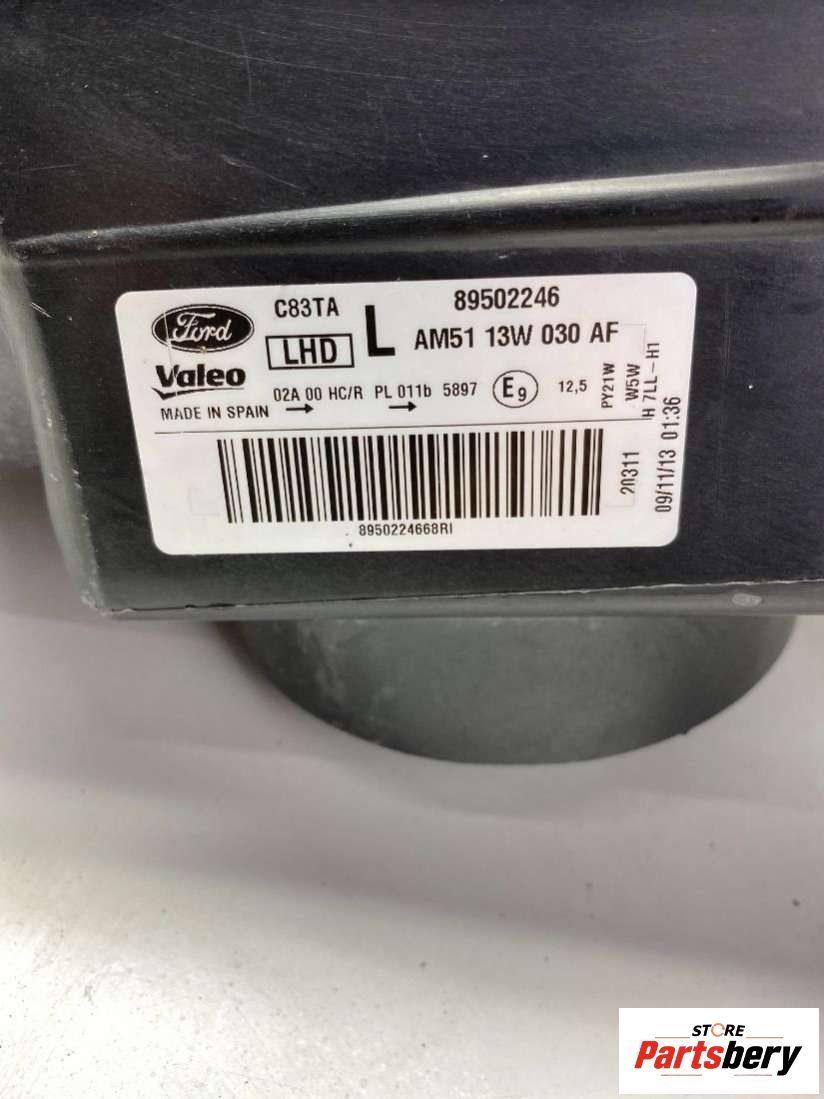 Ford
C83TA
89502246
LHD
L
AM51 13W 030 AF
Valeo
MADE IN SPAIN
02A 00 HC/R PL 011b 5897 E9 12,5
PY21W
W5W
H 7LL-H1
20311
09/11/13 01:36
8950224668RI
STORE
Partsbery